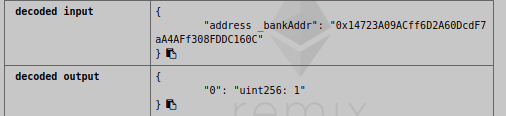 decoded input
{
"address _bankAddr": "0x14723A09ACff6D2A60DcdF7
aA4AFf308FDDC160C"
}
decoded output
{
"0": "uint256: 1"
}
remix